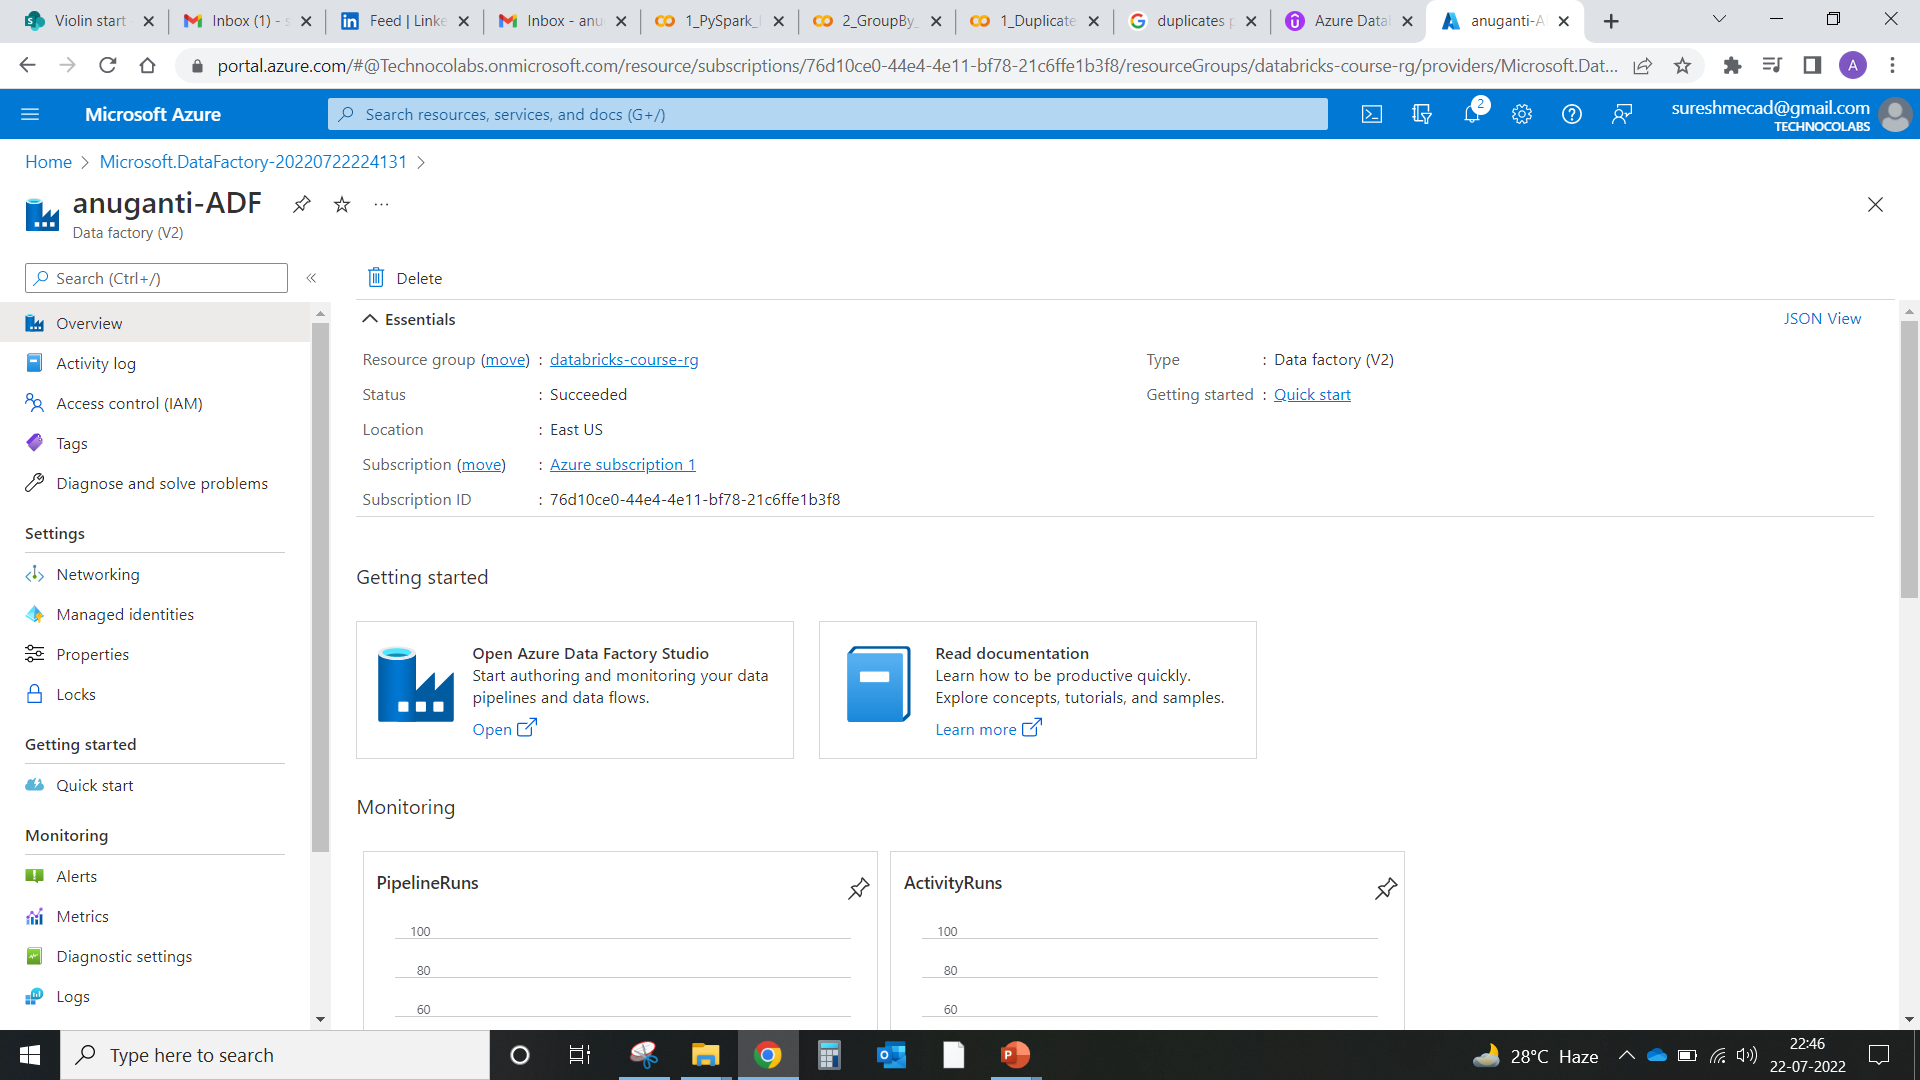 Violin start
Inbox (1) - s
Feed | Linke
Inbox - anu
1_PySpark_
2_GroupBy_
1_Duplicate
duplicates p
Azure Data
anuganti-A
portal.azure.com/#@Technocolabs.onmicrosoft.com/resource/subscriptions/76d10ce0-44e4-4e11-bf78-21c6ffe1b3f8/resourceGroups/databricks-course-rg/providers/Microsoft.Dat...
A
Microsoft Azure
Search resources, services, and docs (G+/)
2
sureshmecad@gmail.com
TECHNOCOLABS
Home > Microsoft.DataFactory-20220722224131 >
anuganti-ADF
Data factory (V2)
Search (Ctrl+/)
Delete
Overview
Activity log
Access control (IAM)
Tags
Diagnose and solve problems
Settings
Networking
Managed identities
Properties
Locks
Getting started
Quick start
Monitoring
Alerts
Metrics
Diagnostic settings
Logs
Essentials
JSON View
Resource group (move) : databricks-course-rg
Status : Succeeded
Location : East US
Subscription (move) : Azure subscription 1
Subscription ID : 76d10ce0-44e4-4e11-bf78-21c6ffe1b3f8
Type : Data factory (V2)
Getting started : Quick start
Getting started
Open Azure Data Factory Studio
Start authoring and monitoring your data
pipelines and data flows.
Open
Read documentation
Learn how to be productive quickly.
Explore concepts, tutorials, and samples.
Learn more
Monitoring
PipelineRuns
100
80
60
ActivityRuns
100
80
60
Type here to search
28°C Haze
22:46
22-07-2022